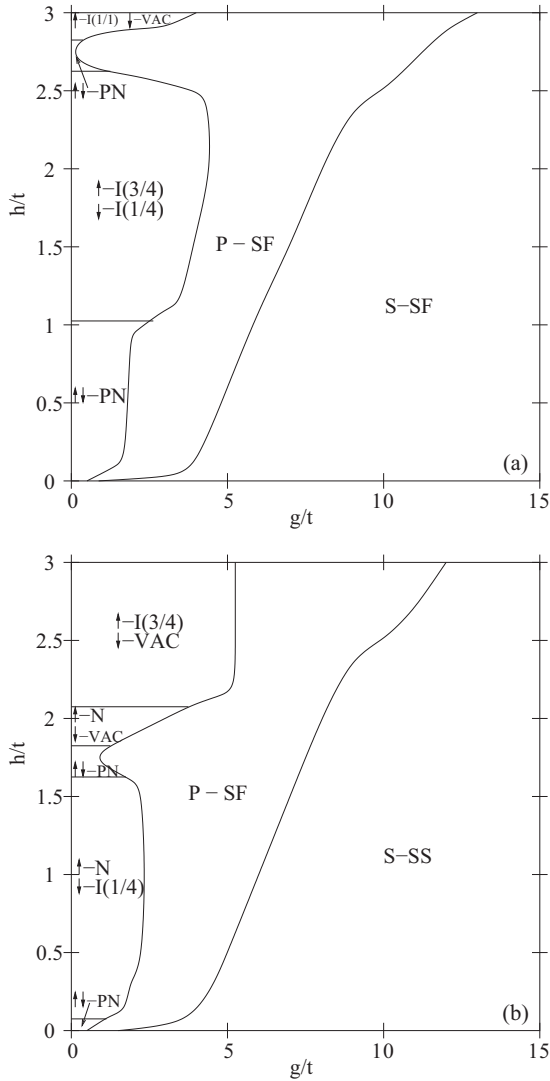 3
↑−I(1/1) ↓−VAC
2.5
↑↓−PN
2
↑−I(3/4)
↓−I(1/4)
h/t
1.5
P − SF
S−SF
1
0.5
↑↓−PN
(a)
0
0 5 10 15
g/t
3
↑−I(3/4)
↓−VAC
2.5
2
↑−N
↓−VAC
h/t
↑↓−PN
1.5
P − SF
↑−N
↓−I(1/4)
S−SS
1
0.5
↑↓−PN
(b)
0
0 5 10 15
g/t